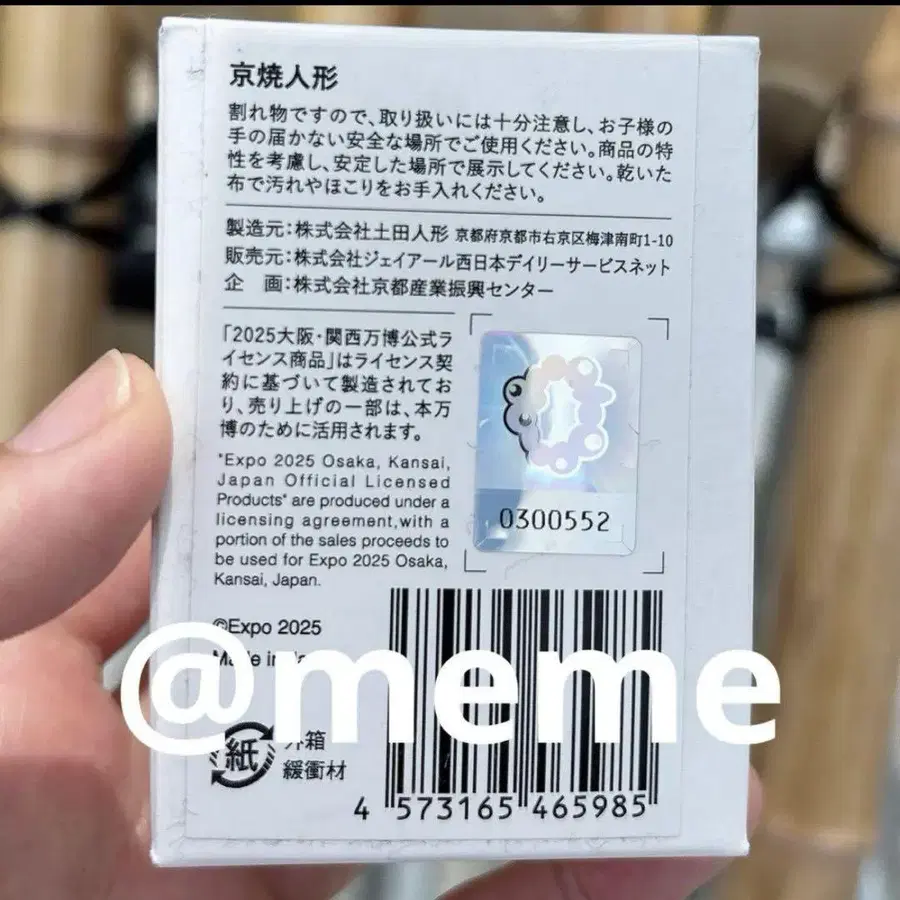 京焼人形
割れ物ですので、取り扱いには十分注意し、お子様の
手の届かない安全な場所でご使用ください。商品の特
性を考慮し、安定した場所で展示してください。乾いた
布で汚れやほこりをお手入れください。
製造元:株式会社土田人形 京都府京都市右京区梅津南町1-10
販売元:株式会社ジェイアール西日本デイリーサービスネット
企 画:株式会社京都産業振興センター
「2025大阪・関西万博公式ラ
イセンス商品」はライセンス契
約に基づいて製造されてお
り、売り上げの一部は、本万
博のために活用されます。
"Expo 2025 Osaka, Kansai,
Japan Official Licensed
Products" are produced under a
licensing agreement,with a
portion of the sales proceeds to
be used for Expo 2025 Osaka,
Kansai, Japan.
0300552
©Expo 2025
Made in
@meme
紙
外箱
緩衝材
4 573165 465985